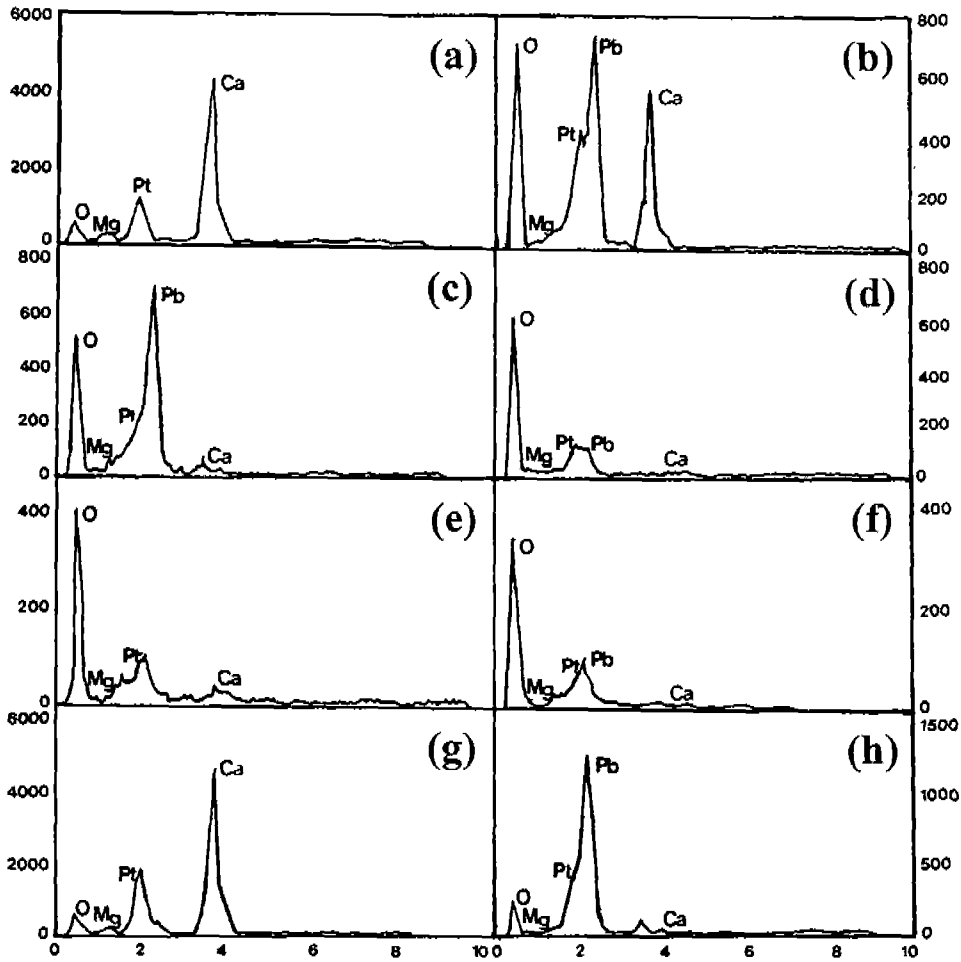 6000
4000
2000
0
(a)
O
Mg
Pt
Ca
(b)
O
Mg
Pt
Pb
Ca
800
600
400
200
0
800
600
400
200
0
(c)
O
Mg
Pt
Pb
Ca
(d)
O
Mg
Pt
Pb
Ca
800
600
400
200
0
400
200
0
(e)
O
Mg
Pt
Ca
(f)
O
Mg
Pt
Pb
Ca
400
200
0
6000
4000
2000
0
(g)
O
Mg
Pt
Ca
(h)
O
Mg
Pt
Pb
Ca
1500
1000
500
0
0 2 4 6 8 10 0 2 4 6 8 10